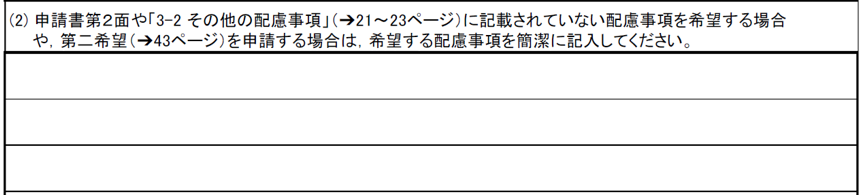 (2) 申請書第２面や「3-2 その他の配慮事項」(➔21～23ページ)に記載されていない配慮事項を希望する場合
や，第二希望(➔43ページ)を申請する場合は，希望する配慮事項を簡潔に記入してください。